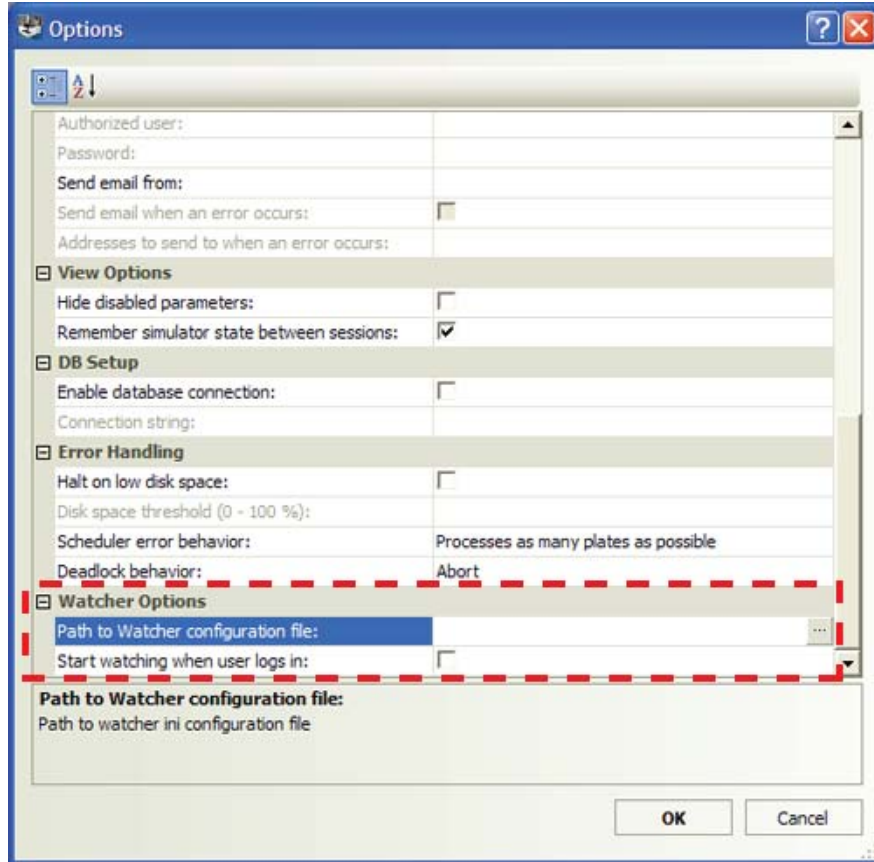 Options
Authorized user:
Password:
Send email from:
Send email when an error occurs:
Addresses to send to when an error occurs:
View Options
Hide disabled parameters:
Remember simulator state between sessions:
DB Setup
Enable database connection:
Connection string:
Error Handling
Halt on low disk space:
Disk space threshold (0 - 100 %):
Scheduler error behavior: Processes as many plates as possible
Deadlock behavior: Abort
Watcher Options
Path to Watcher configuration file: ...
Start watching when user logs in:
Path to Watcher configuration file:
Path to watcher ini configuration file
OK Cancel